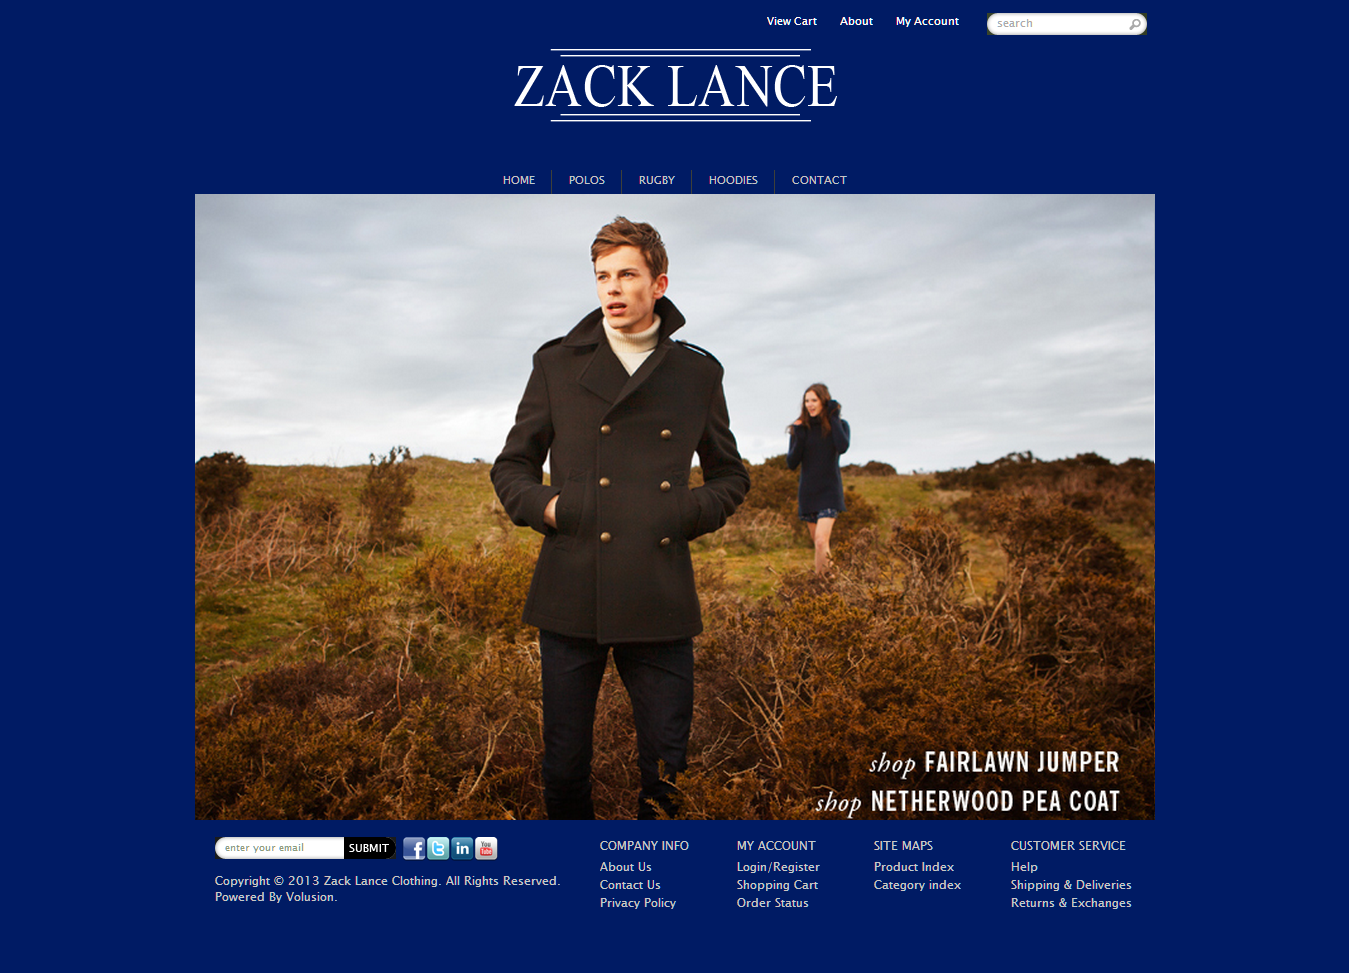 View Cart About My Account search
ZACK LANCE
HOME POLOS RUGBY HOODIES CONTACT
shop FAIRLAWN JUMPER
shop NETHERWOOD PEA COAT
enter your email SUBMIT f t in You Tube
Copyright © 2013 Zack Lance Clothing. All Rights Reserved.
Powered By Volusion.
COMPANY INFO
About Us
Contact Us
Privacy Policy
MY ACCOUNT
Login/Register
Shopping Cart
Order Status
SITE MAPS
Product Index
Category index
CUSTOMER SERVICE
Help
Shipping & Deliveries
Returns & Exchanges